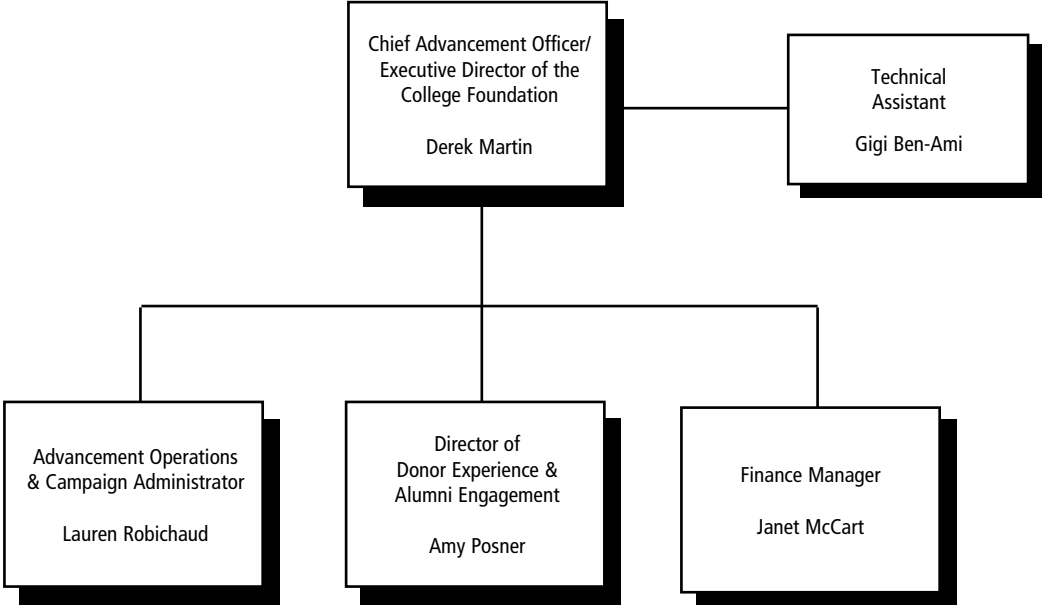 Chief Advancement Officer/
Executive Director of the
College Foundation
Derek Martin
Technical
Assistant
Gigi Ben-Ami
Advancement Operations
& Campaign Administrator
Lauren Robichaud
Director of
Donor Experience &
Alumni Engagement
Amy Posner
Finance Manager
Janet McCart